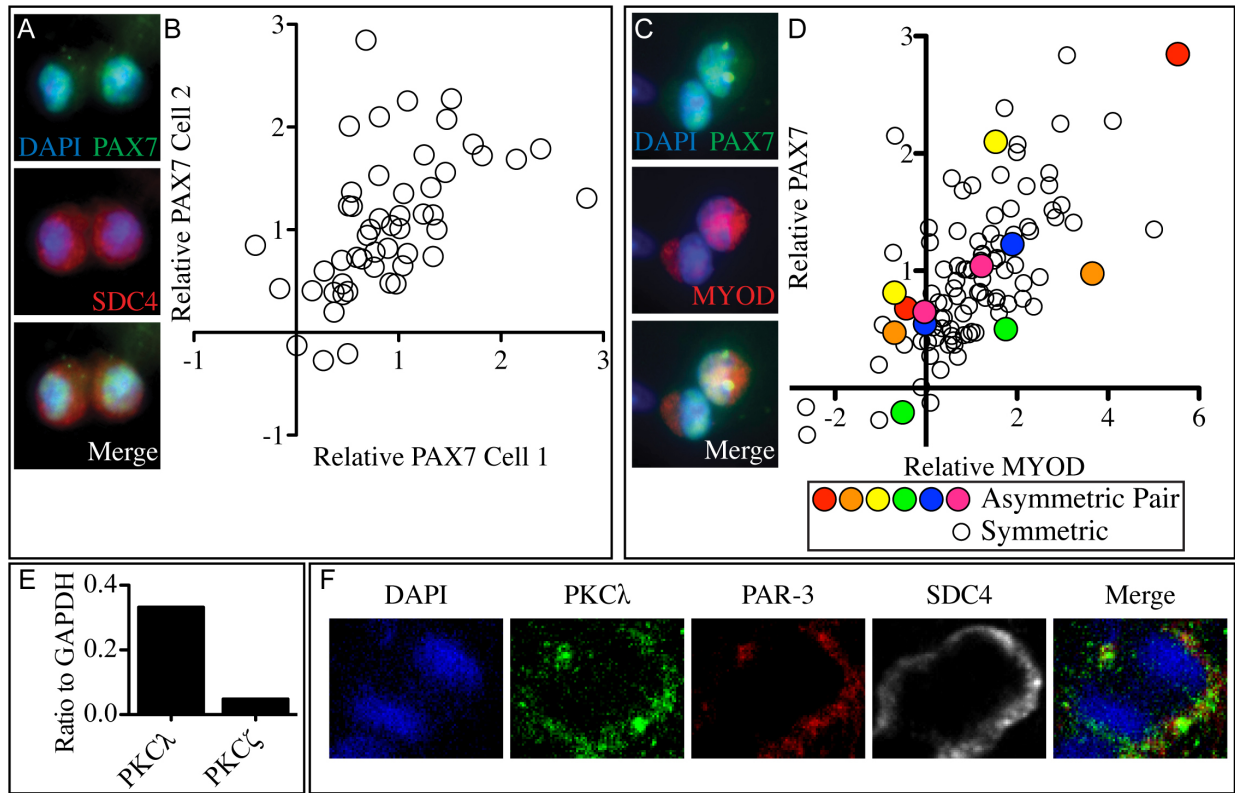 A
DAPI PAX7
SDC4
Merge
B
Relative PAX7 Cell 2
3
2
1
-1
-1 0 1 2 3
Relative PAX7 Cell 1
C
DAPI PAX7
MYOD
Merge
D
Relative PAX7
3
2
1
-2 0 2 4 6
Relative MYOD
Asymmetric Pair
Symmetric
E
Ratio to GAPDH
0.4
0.2
0.0
PKCλ PKCζ
F
DAPI PKCλ PAR-3 SDC4 Merge